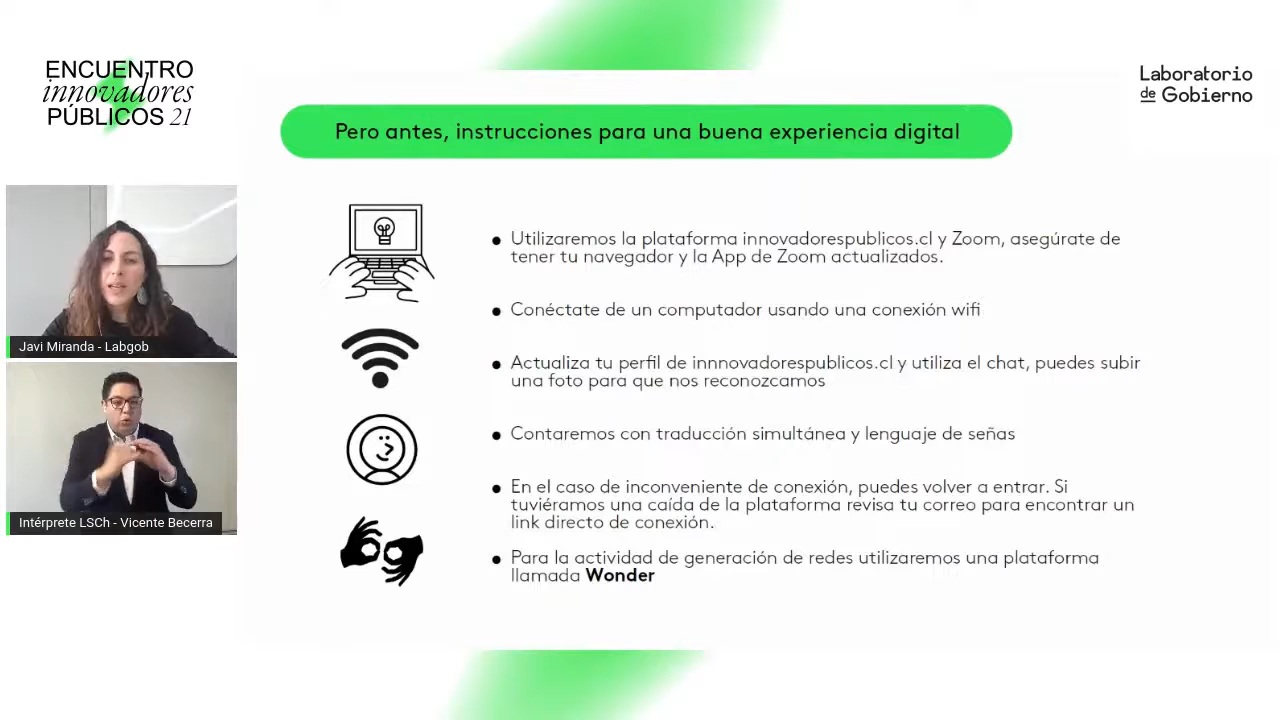 ENCUENTRO
innovadores
PÚBLICOS 21
Laboratorio
de Gobierno
Pero antes, instrucciones para una buena experiencia digital
Utilizaremos la plataforma innovadorespublicos.cl y Zoom, asegúrate de
tener tu navegador y la App de Zoom actualizados.
Conéctate de un computador usando una conexión wifi
Actualiza tu perfil de innnovadorespublicos.cl y utiliza el chat, puedes subir
una foto para que nos reconozcamos
Contaremos con traducción simultánea y lenguaje de señas
En el caso de inconveniente de conexión, puedes volver a entrar. Si
tuviéramos una caída de la plataforma revisa tu correo para encontrar un
link directo de conexión.
Para la actividad de generación de redes utilizaremos una plataforma
llamada Wonder
Javi Miranda - Labgob
Intérprete LSCh - Vicente Becerra